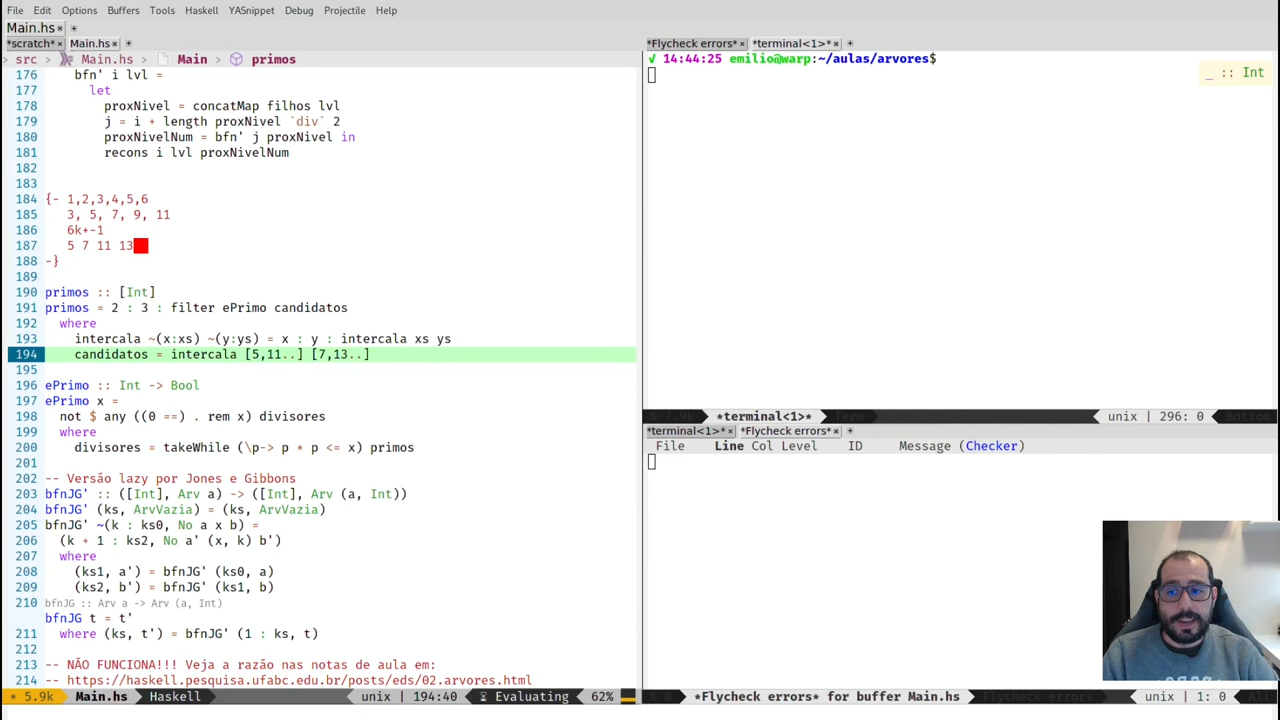 File Edit Options Buffers Tools Haskell YASnippet Debug Projectile Help
Main.hs
*scratch* Main.hs
src Main.hs Main primos
176 bfn' i lvl =
177 let
178 proxNivel = concatMap filhos lvl
179 j = i + length proxNivel `div` 2
180 proxNivelNum = bfn' j proxNivel in
181 recons i lvl proxNivelNum
182
183
184 {- 1,2,3,4,5,6
185 3, 5, 7, 9, 11
186 6k+-1
187 5 7 11 13
188 -}
189
190 primos :: [Int]
191 primos = 2 : 3 : filter ePrimo candidatos
192 where
193 intercala ~(x:xs) ~(y:ys) = x : y : intercala xs ys
194 candidatos = intercala [5,11..] [7,13..]
195
196 ePrimo :: Int -> Bool
197 ePrimo x =
198 not $ any ((0 ==) . rem x) divisores
199 where
200 divisores = takeWhile (\p-> p * p <= x) primos
201
202 -- Versão lazy por Jones e Gibbons
203 bfnJG' :: ([Int], Arv a) -> ([Int], Arv (a, Int))
204 bfnJG' (ks, ArvVazia) = (ks, ArvVazia)
205 bfnJG' ~(k : ks0, No a x b) =
206 (k + 1 : ks2, No a' (x, k) b')
207 where
208 (ks1, a') = bfnJG' (ks0, a)
209 (ks2, b') = bfnJG' (ks1, b)
210 bfnJG :: Arv a -> Arv (a, Int)
bfnJG t = t'
211 where (ks, t') = bfnJG' (1 : ks, t)
212
213 -- NÃO FUNCIONA!!! Veja a razão nas notas de aula em:
214 -- https://haskell.pesquisa.ufabc.edu.br/posts/eds/02.arvores.html
* 5.9k Main.hs Haskell unix | 194:40 Evaluating 62%
*Flycheck errors* *terminal<1>*
√ 14:44:25 emilio@warp:~/aulas/arvores$
_ :: Int
* 7.9k *terminal<1>* Term unix | 296: 0 Bottom
*terminal<1>* *Flycheck errors*
File Line Col Level ID Message (Checker)
*Flycheck errors* for buffer Main.hs Flycheck errors unix | 1: 0 All